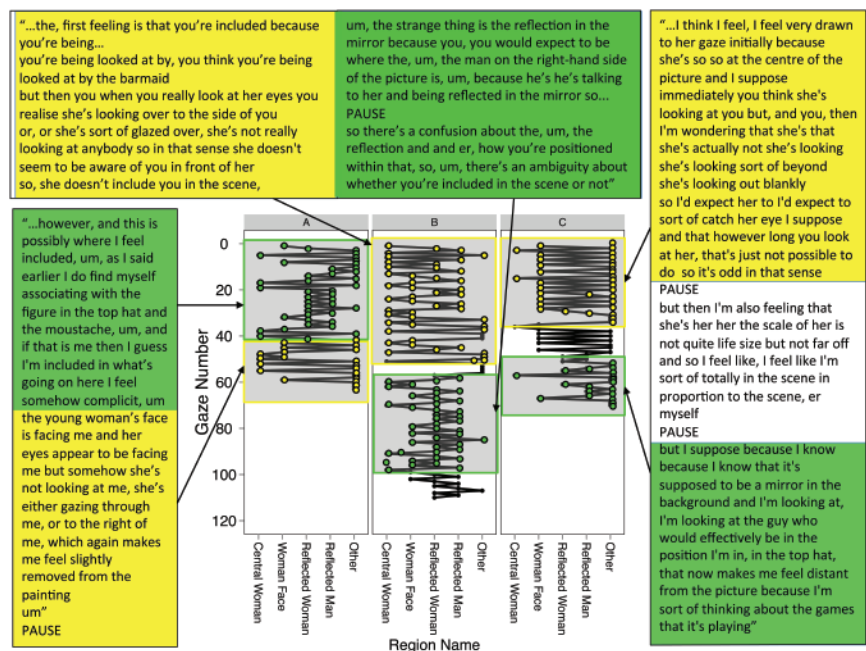 “…the, first feeling is that you’re included because
you’re being…
you’re being looked at by, you think you’re being
looked at by the barmaid
but then you when you really look at her eyes you
realise she’s looking over to the side of you
or, or she’s sort of glazed over, she’s not really
looking at anybody so in that sense she doesn't
seem to be aware of you in front of her
so, she doesn’t include you in the scene,
um, the strange thing is the reflection in the
mirror because you, you would expect to be
where the, um, the man on the right-hand side
of the picture is, um, because he’s he’s talking
to her and being reflected in the mirror so...
PAUSE
so there’s a confusion about the, um, the
reflection and and er, how you’re positioned
within that, so, um, there’s an ambiguity about
whether you’re included in the scene or not”
“…I think I feel, I feel very drawn
to her gaze initially because
she’s so so at the centre of the
picture and I suppose
immediately you think she's
looking at you but, and you, then
I’m wondering that she’s that
she’s actually not she’s looking
she’s looking sort of beyond
she’s looking out blankly
so I’d expect her to I’d expect to
sort of catch her eye I suppose
and that however long you look
at her, that’s just not possible to
do so it’s odd in that sense
PAUSE
but then I’m also feeling that
she’s her her the scale of her is
not quite life size but not far off
and so I feel like, I feel like I’m
sort of totally in the scene in
proportion to the scene, er
myself
PAUSE
but I suppose because I know
because I know that it’s
supposed to be a mirror in the
background and I’m looking at,
I’m looking at the guy who
would effectively be in the
position I’m in, in the top hat,
that now makes me feel distant
from the picture because I’m
sort of thinking about the games
that it’s playing”
“…however, and this is
possibly where I feel
included, um, as I said
earlier I do find myself
associating with the
figure in the top hat and
the moustache, um, and
if that is me then I guess
I’m included in what’s
going on here I feel
somehow complicit, um
the young woman’s face
is facing me and her
eyes appear to be facing
me but somehow she’s
not looking at me, she’s
either gazing through
me, or to the right of
me, which again makes
me feel slightly
removed from the
painting
um”
PAUSE
A
B
C
Gaze Number
0
20
40
60
80
100
120
Central Woman
Woman Face
Reflected Woman
Reflected Man
Other
Central Woman
Woman Face
Reflected Woman
Reflected Man
Other
Central Woman
Woman Face
Reflected Woman
Reflected Man
Other
Region Name